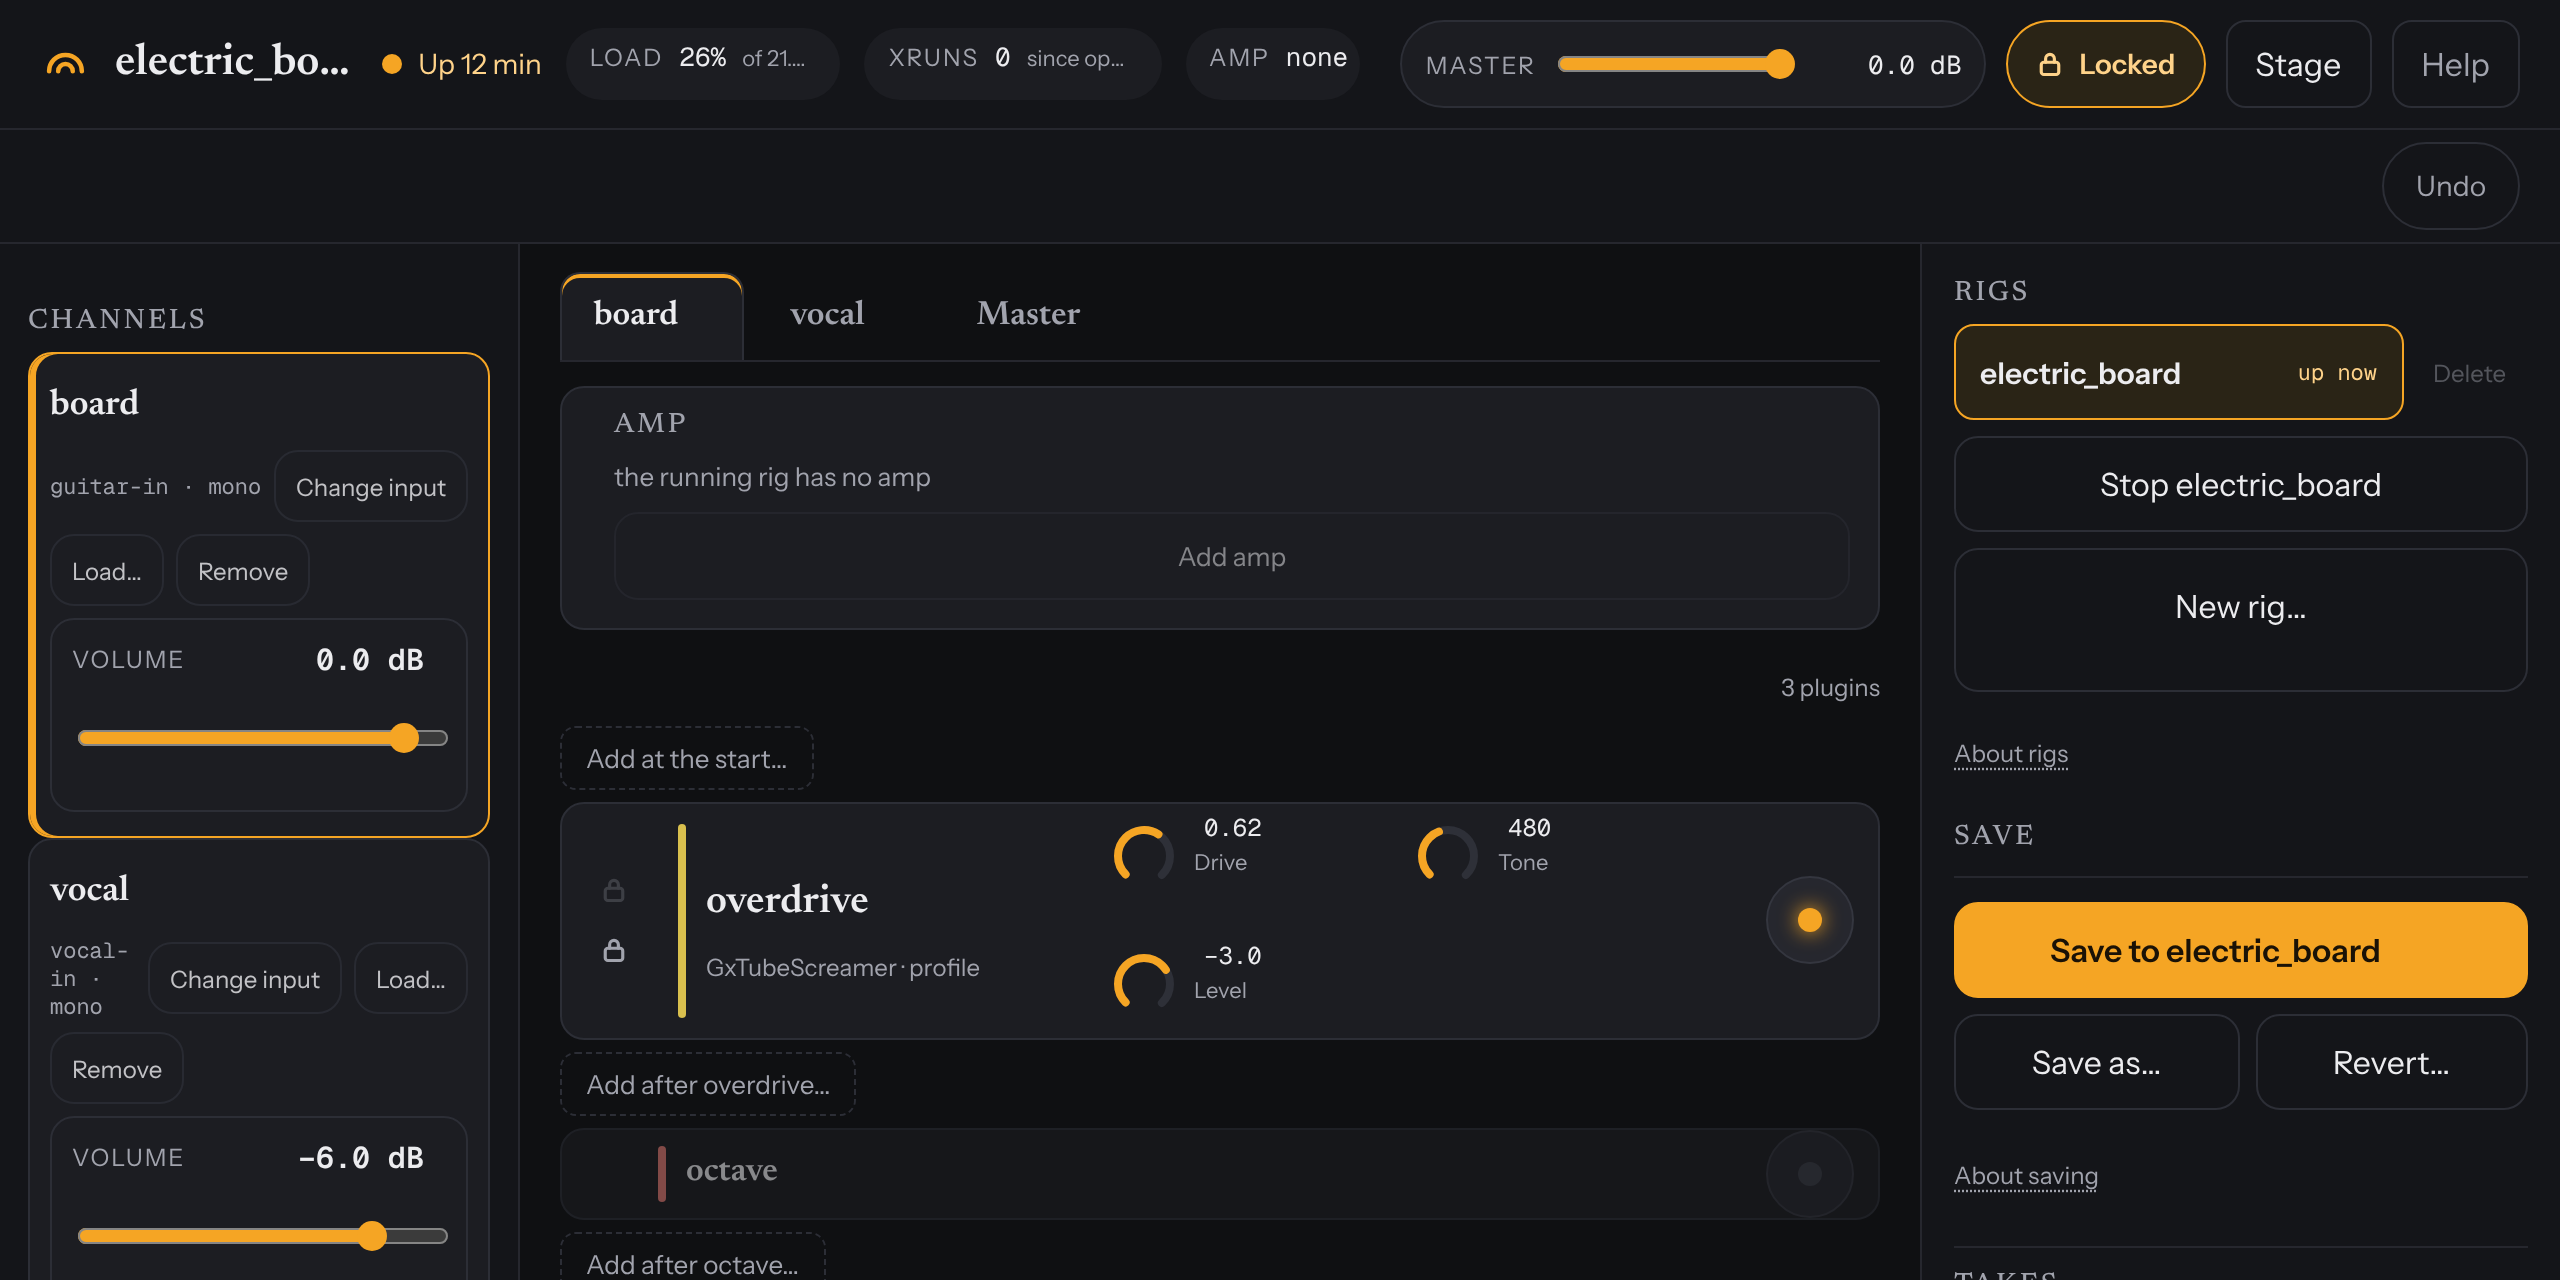 electric_bo...
Up 12 min
LOAD 26% of 21....
XRUNS 0 since op...
AMP none
MASTER 0.0 dB
Locked
Stage
Help
Undo
CHANNELS
board
guitar-in · mono
Change input
Load...
Remove
VOLUME 0.0 dB
vocal
vocal-
in ·
mono
Change input
Load...
Remove
VOLUME −6.0 dB
board
vocal
Master
AMP
the running rig has no amp
Add amp
3 plugins
Add at the start...
overdrive
GxTubeScreamer · profile
0.62
Drive
480
Tone
−3.0
Level
Add after overdrive...
octave
Add after octave...
RIGS
electric_board up now
Delete
Stop electric_board
New rig...
About rigs
SAVE
Save to electric_board
Save as...
Revert...
About saving
TAKES